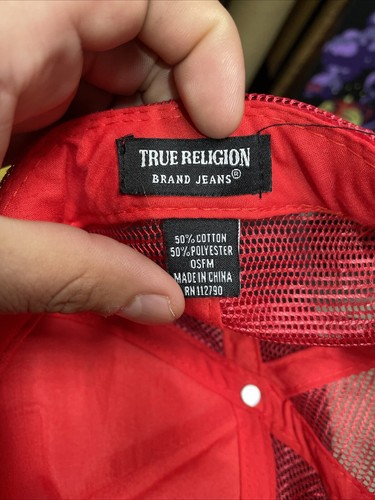 TRUE RELIGION
BRAND JEANS®
50% COTTON
50% POLYESTER
OSFM
MADE IN CHINA
RN 112790